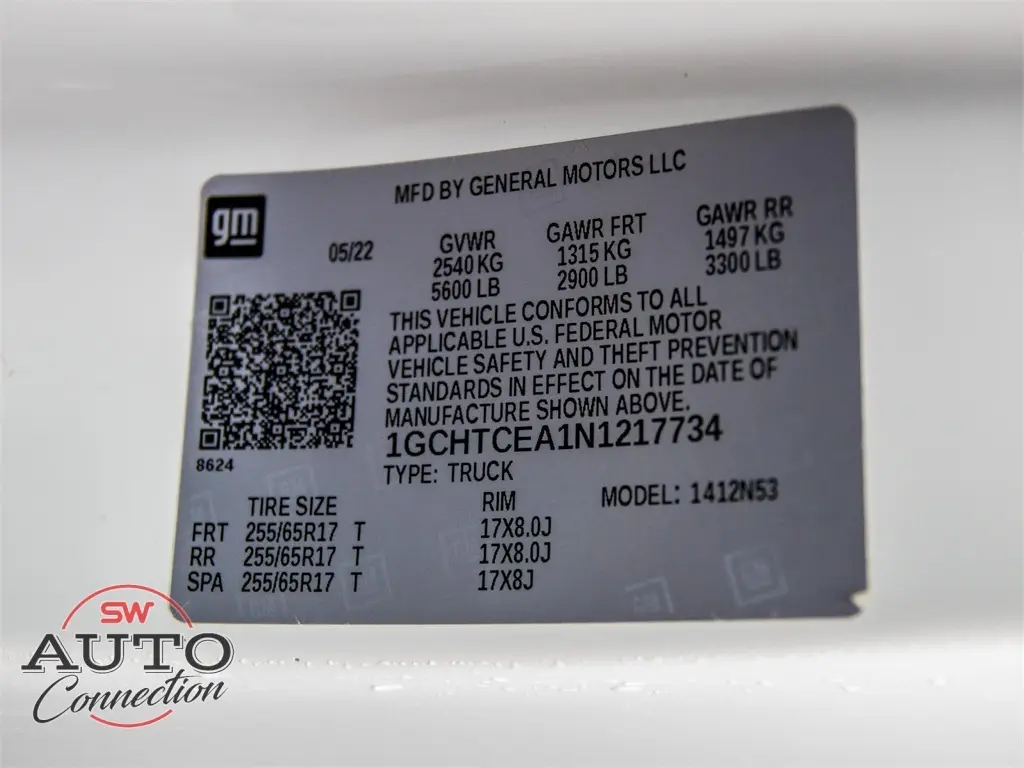 MFD BY GENERAL MOTORS LLC
gm
05/22
GVWR GAWR FRT GAWR RR
2540 KG 1315 KG 1497 KG
5600 LB 2900 LB 3300 LB
THIS VEHICLE CONFORMS TO ALL
APPLICABLE U.S. FEDERAL MOTOR
VEHICLE SAFETY AND THEFT PREVENTION
STANDARDS IN EFFECT ON THE DATE OF
MANUFACTURE SHOWN ABOVE.
1GCHTCEA1N1217734
8624
TYPE: TRUCK
MODEL: 1412N53
TIRE SIZE RIM
FRT 255/65R17 T 17X8.0J
RR 255/65R17 T 17X8.0J
SPA 255/65R17 T 17X8J
SW
AUTO
Connection